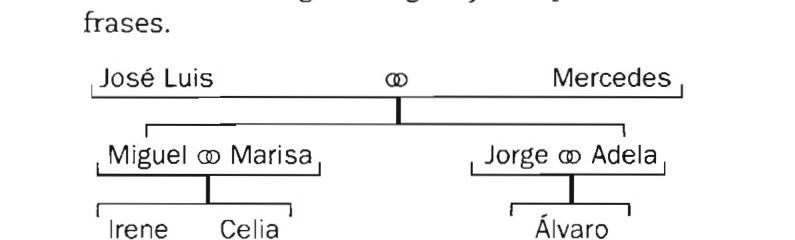 frases.
José Luis Mercedes
Miguel Marisa Jorge Adela
Irene Celia Álvaro